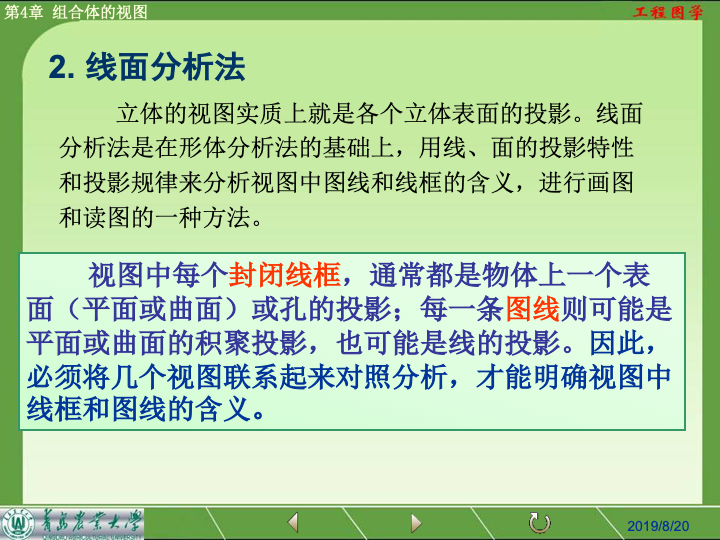 第4章 组合体的视图
工程图学
2. 线面分析法
立体的视图实质上就是各个立体表面的投影。线面
分析法是在形体分析法的基础上，用线、面的投影特性
和投影规律来分析视图中图线和线框的含义，进行画图
和读图的一种方法。
视图中每个封闭线框，通常都是物体上一个表
面（平面或曲面）或孔的投影；每一条图线则可能是
平面或曲面的积聚投影，也可能是线的投影。因此，
必须将几个视图联系起来对照分析，才能明确视图中
线框和图线的含义。
青岛农业大学
2019/8/20